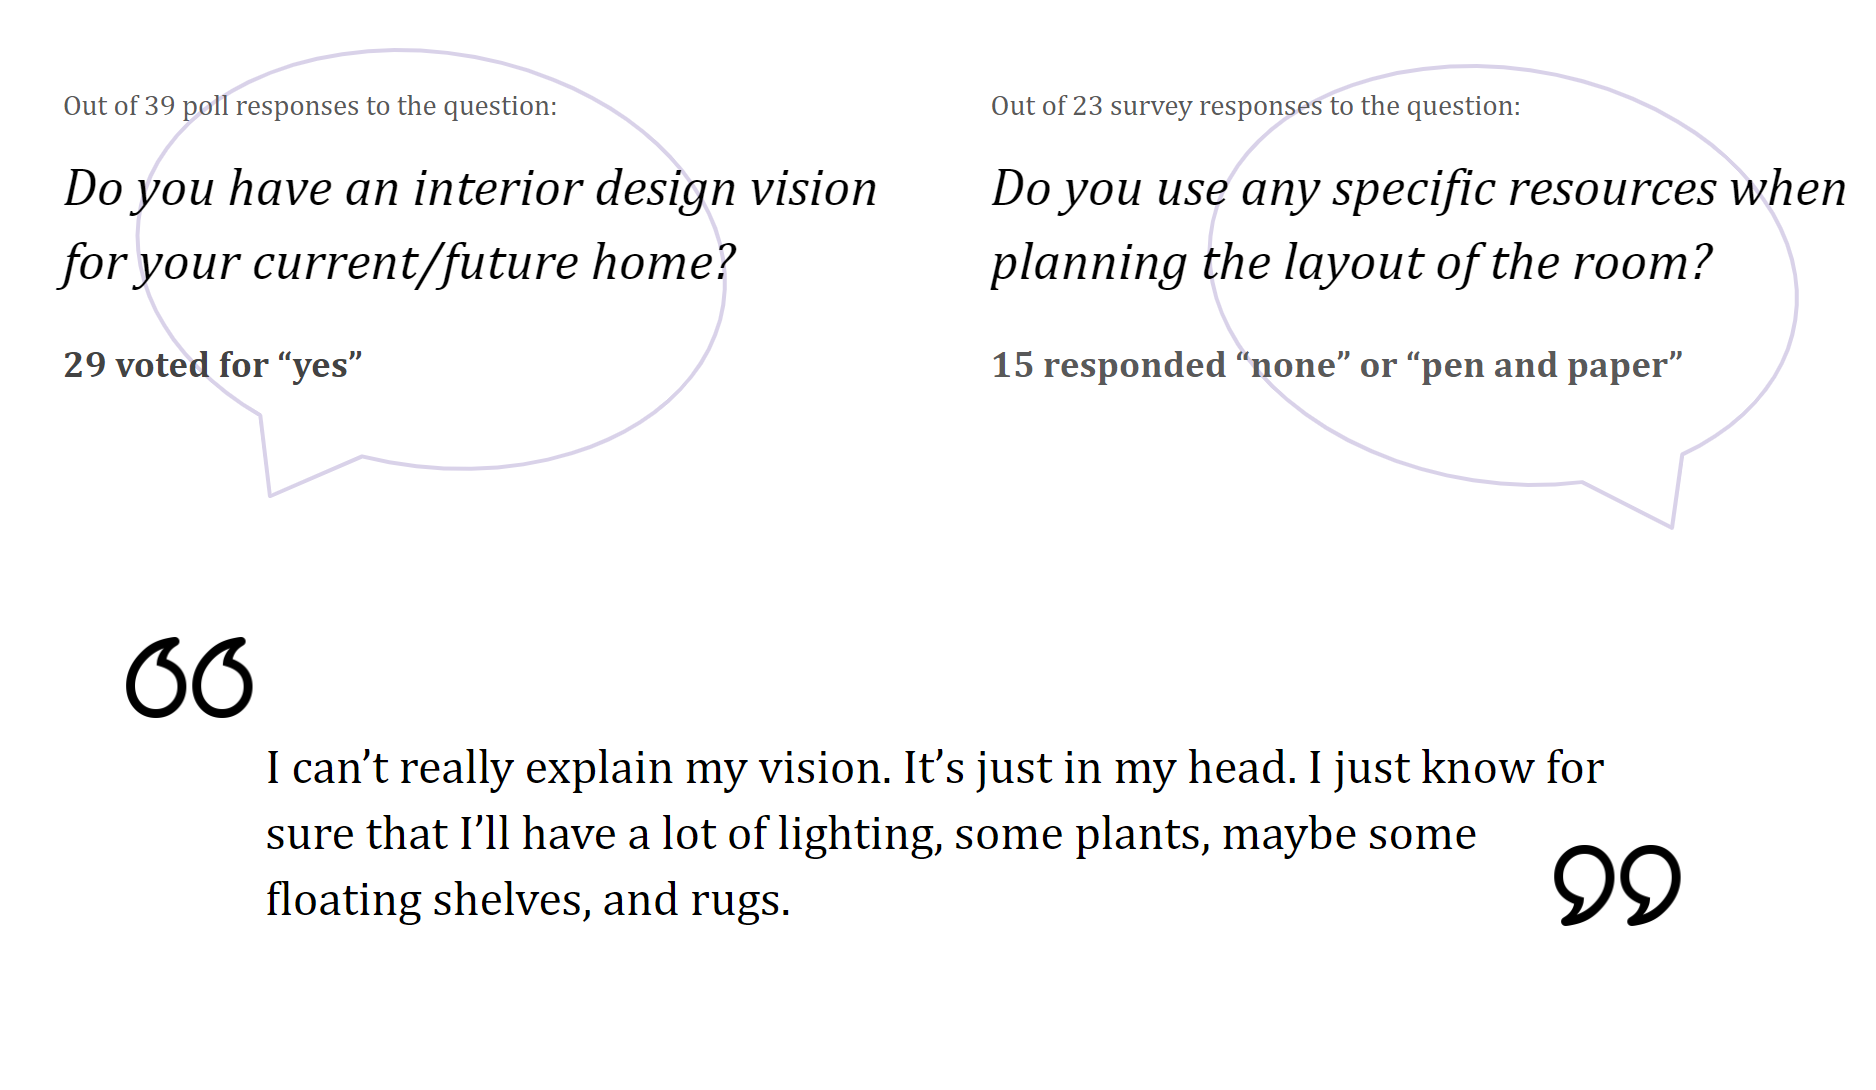 Out of 39 poll responses to the question:
Do you have an interior design vision
for your current/future home?
29 voted for “yes”
Out of 23 survey responses to the question:
Do you use any specific resources when
planning the layout of the room?
15 responded “none” or “pen and paper”
“
I can’t really explain my vision. It’s just in my head. I just know for
sure that I’ll have a lot of lighting, some plants, maybe some
floating shelves, and rugs.
”